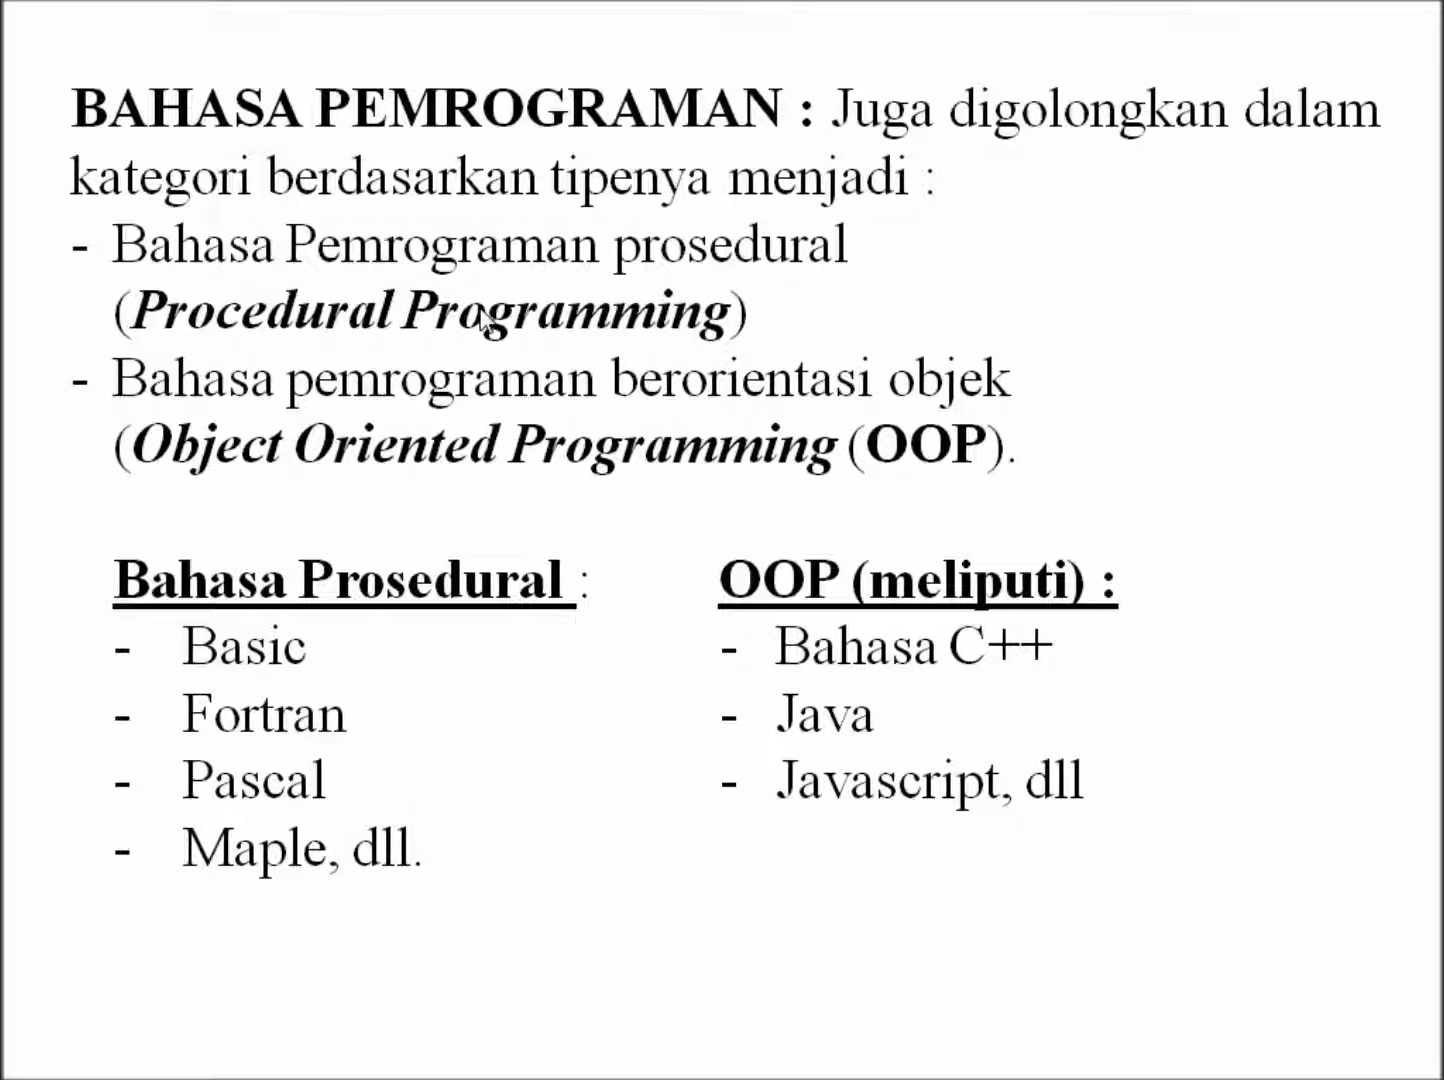 BAHASA PEMROGRAMAN : Juga digolongkan dalam
kategori berdasarkan tipenya menjadi :
- Bahasa Pemrograman prosedural
(Procedural Programming)
- Bahasa pemrograman berorientasi objek
(Object Oriented Programming (OOP).
Bahasa Prosedural :
- Basic
- Fortran
- Pascal
- Maple, dll.
OOP (meliputi) :
- Bahasa C++
- Java
- Javascript, dll